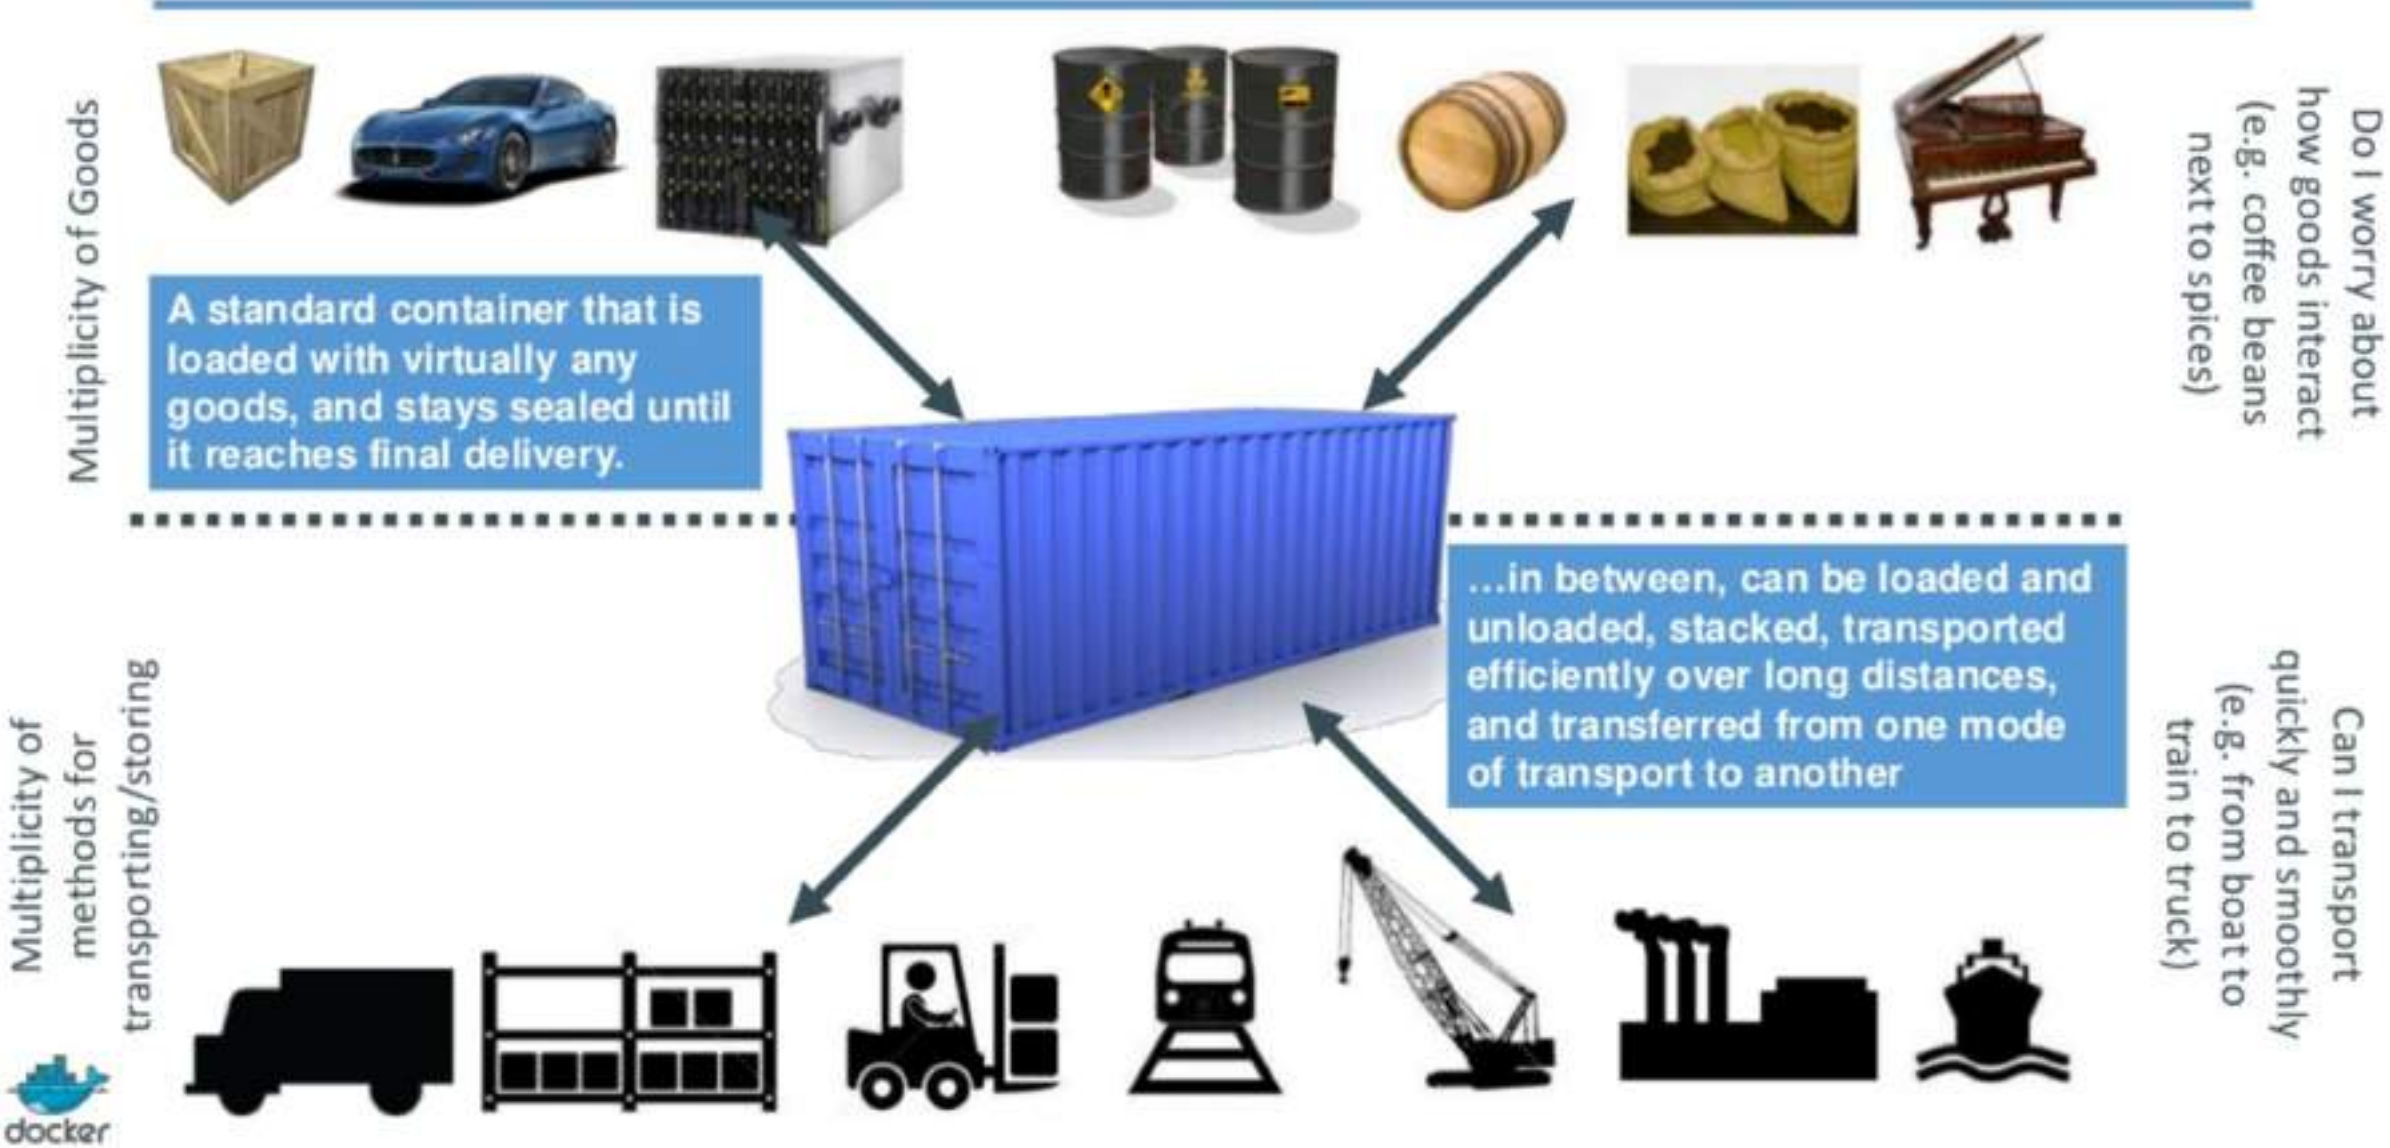 Multiplicity of Goods
A standard container that is
loaded with virtually any
goods, and stays sealed until
it reaches final delivery.
Do I worry about
how goods interact
(e.g. coffee beans
next to spices)
Multiplicity of
methods for
transporting/storing
...in between, can be loaded and
unloaded, stacked, transported
efficiently over long distances,
and transferred from one mode
of transport to another
Can I transport
quickly and smoothly
(e.g. from boat to
train to truck)
docker